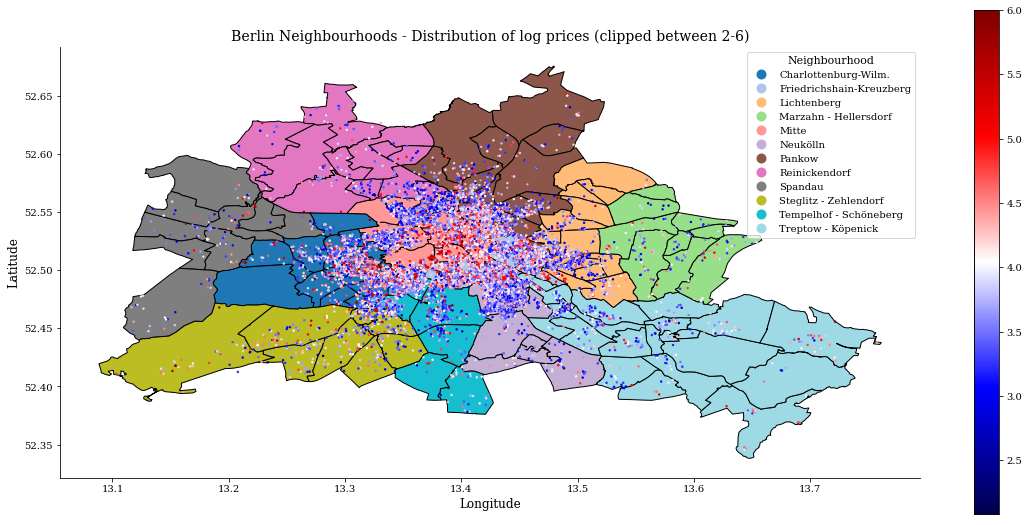 Berlin Neighbourhoods - Distribution of log prices (clipped between 2-6)
Neighbourhood
Charlottenburg-Wilm.
Friedrichshain-Kreuzberg
Lichtenberg
Marzahn - Hellersdorf
Mitte
Neukölln
Pankow
Reinickendorf
Spandau
Steglitz - Zehlendorf
Tempelhof - Schöneberg
Treptow - Köpenick
Latitude
52.65
52.60
52.55
52.50
52.45
52.40
52.35
13.1
13.2
13.3
13.4
13.5
13.6
13.7
Longitude
6.0
5.5
5.0
4.5
4.0
3.5
3.0
2.5